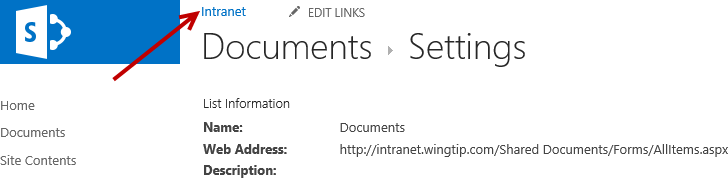 S
Intranet EDIT LINKS
Documents Settings
Home
Documents
Site Contents
List Information
Name: Documents
Web Address: http://intranet.wingtip.com/Shared Documents/Forms/AllItems.aspx
Description: